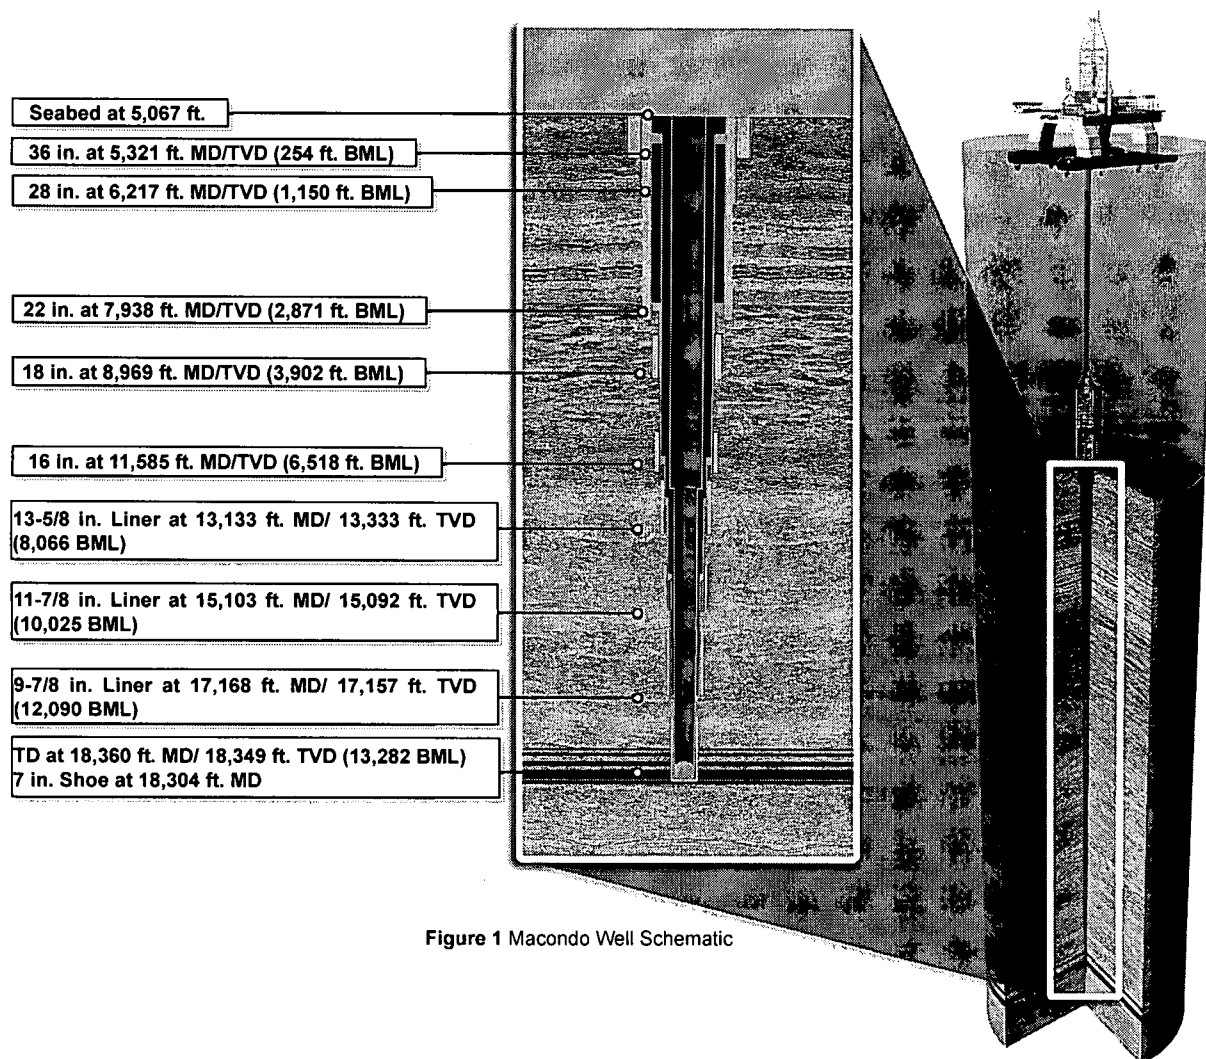 Seabed at 5,067 ft.
36 in. at 5,321 ft. MD/TVD (254 ft. BML)
28 in. at 6,217 ft. MD/TVD (1,150 ft. BML)
22 in. at 7,938 ft. MD/TVD (2,871 ft. BML)
18 in. at 8,969 ft. MD/TVD (3,902 ft. BML)
16 in. at 11,585 ft. MD/TVD (6,518 ft. BML)
13-5/8 in. Liner at 13,133 ft. MD/ 13,333 ft. TVD
(8,066 BML)
11-7/8 in. Liner at 15,103 ft. MD/ 15,092 ft. TVD
(10,025 BML)
9-7/8 in. Liner at 17,168 ft. MD/ 17,157 ft. TVD
(12,090 BML)
TD at 18,360 ft. MD/ 18,349 ft. TVD (13,282 BML)
7 in. Shoe at 18,304 ft. MD
Figure 1 Macondo Well Schematic